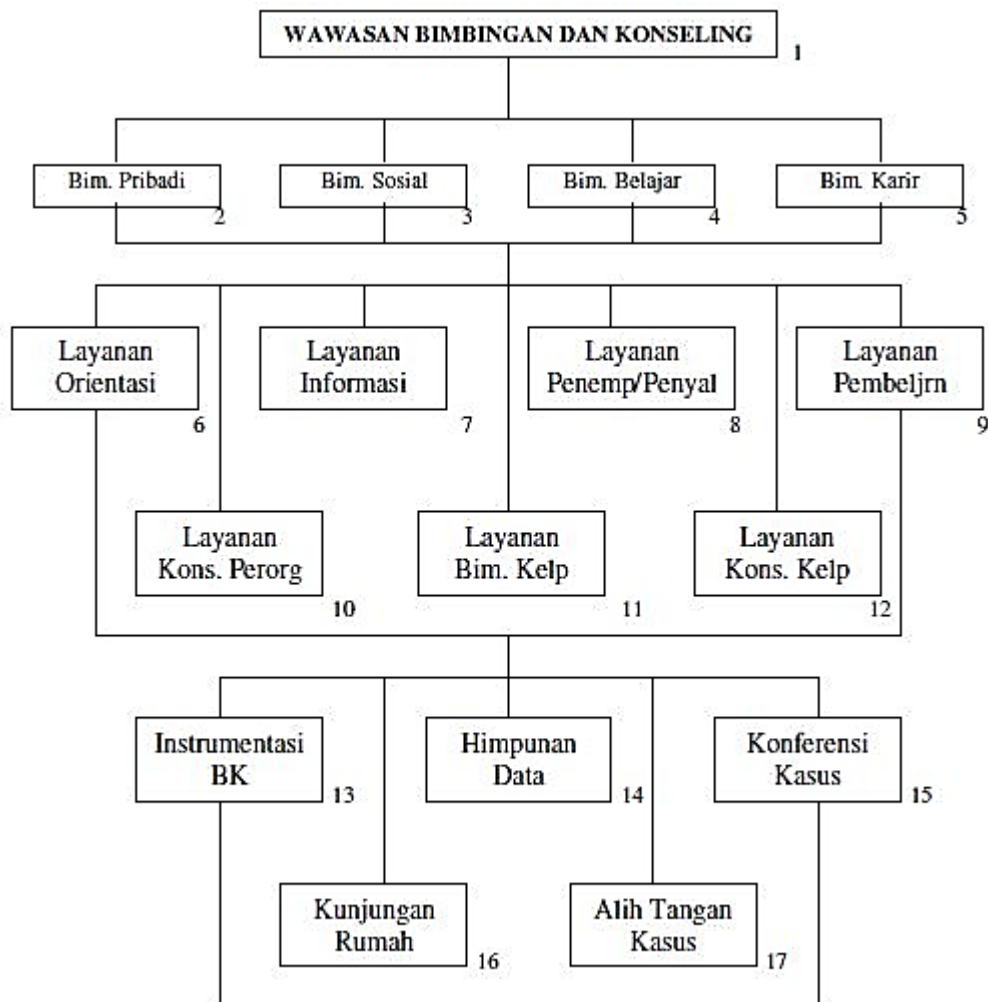 WAWASAN BIMBINGAN DAN KONSELING
1
Bim. Pribadi
2
Bim. Sosial
3
Bim. Belajar
4
Bim. Karir
5
Layanan
Orientasi
6
Layanan
Informasi
7
Layanan
Penemp/Penyal
8
Layanan
Pembeljrn
9
Layanan
Kons. Perorg
10
Layanan
Bim. Kelp
11
Layanan
Kons. Kelp
12
Instrumentasi
BK
13
Himpunan
Data
14
Konferensi
Kasus
15
Kunjungan
Rumah
16
Alih Tangan
Kasus
17